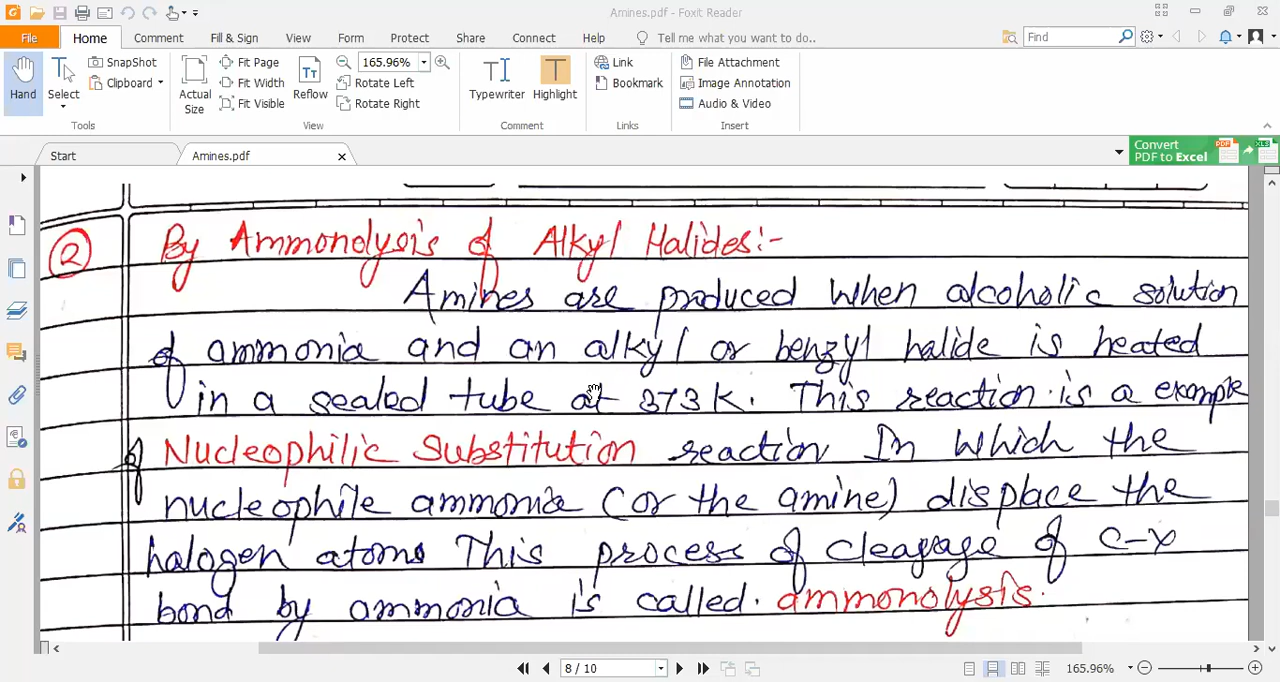 Amines.pdf - Foxit Reader
File Home Comment Fill & Sign View Form Protect Share Connect Help Tell me what you want to do.. Find
Hand Select SnapShot Clipboard Actual Size Fit Page Fit Width Fit Visible Reflow 165.96% Rotate Left Rotate Right Typewriter Highlight Link Bookmark File Attachment Image Annotation Audio & Video
Tools View Comment Links Insert
Start Amines.pdf Convert PDF to Excel
② By Ammonolysis of Alkyl Halides:-
Amines are produced when alcoholic solution
of ammonia and an alkyl or benzyl halide is heated
in a sealed tube at 373 K. This reaction is a example
of Nucleophilic Substitution reaction In which the
nucleophile ammonia (or the amine) displace the
halogen atoms This process of cleagage of C-X
bond by ammonia is called. ammonolysis.
8 / 10 165.96%